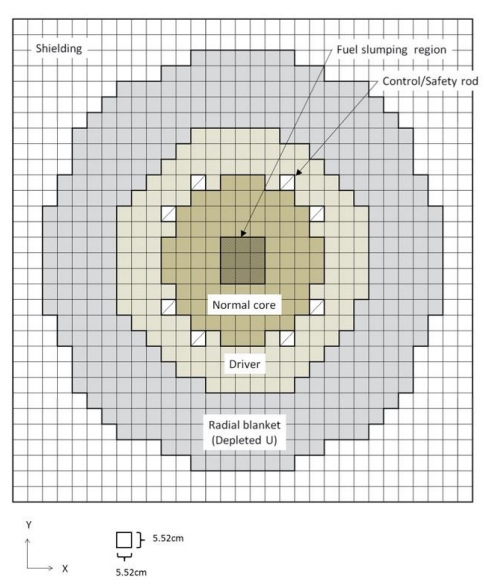 Shielding
Fuel slumping region
Control/Safety rod
Normal core
Driver
Radial blanket
(Depleted U)
Y
X
5.52cm
5.52cm